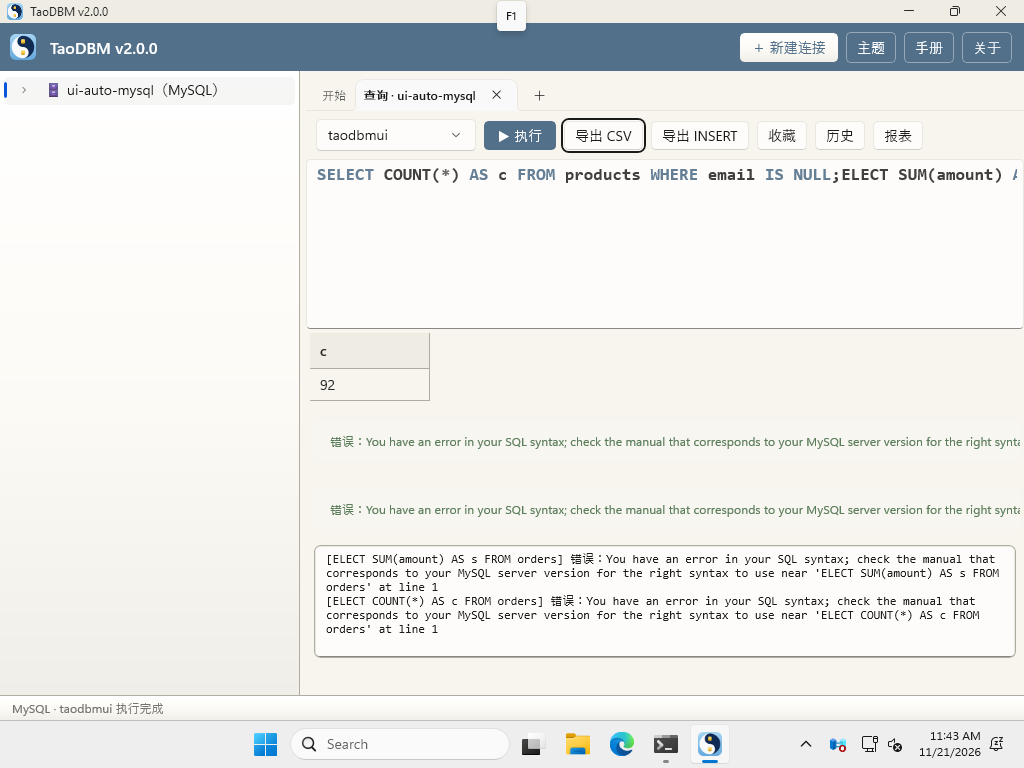 TaoDBM v2.0.0
F1
TaoDBM v2.0.0
+ 新建连接 主题 手册 关于
ui-auto-mysql（MySQL）
开始 查询 · ui-auto-mysql
taodbmui ▶ 执行 导出 CSV 导出 INSERT 收藏 历史 报表
SELECT COUNT(*) AS c FROM products WHERE email IS NULL;ELECT SUM(amount)
c
92
错误：You have an error in your SQL syntax; check the manual that corresponds to your MySQL server version for the right
错误：You have an error in your SQL syntax; check the manual that corresponds to your MySQL server version for the right
[ELECT SUM(amount) AS s FROM orders] 错误：You have an error in your SQL syntax; check the manual that
corresponds to your MySQL server version for the right syntax to use near 'ELECT SUM(amount) AS s FROM
orders' at line 1
[ELECT COUNT(*) AS c FROM orders] 错误：You have an error in your SQL syntax; check the manual that
corresponds to your MySQL server version for the right syntax to use near 'ELECT COUNT(*) AS c FROM
orders' at line 1
MySQL · taodbmui 执行完成
Search
11:43 AM
11/21/2026